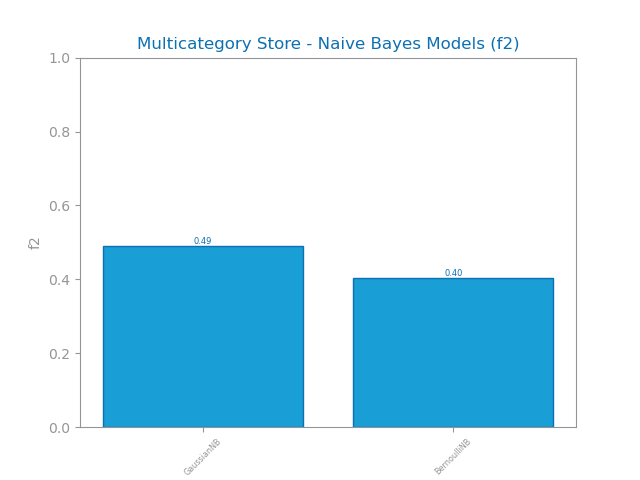 Multicategory Store - Naive Bayes Models (f2)
1.0
0.8
0.6
0.4
0.2
0.0
f2
0.49
0.40
GaussianNB
BernoulliNB